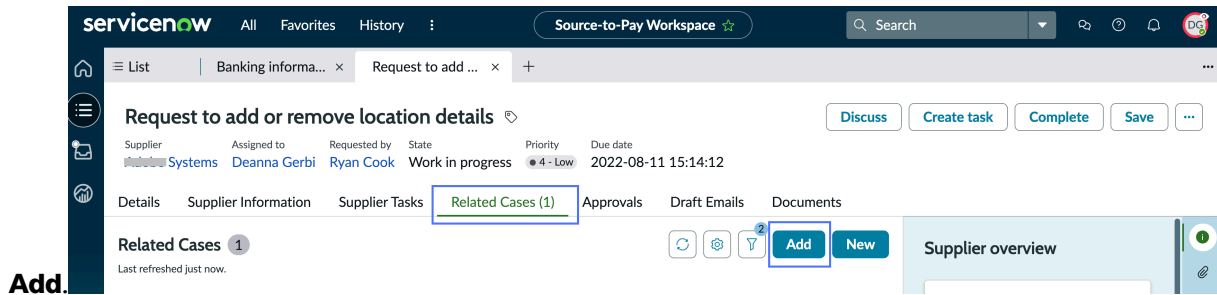 servicenow All Favorites History Source-to-Pay Workspace Search DG
List Banking informa... × Request to add ... × +
Request to add or remove location details
Discuss Create task Complete Save
Supplier Assigned to Requested by State Priority Due date
Systems Deanna Gerbi Ryan Cook Work in progress 4 - Low 2022-08-11 15:14:12
Details Supplier Information Supplier Tasks Related Cases (1) Approvals Draft Emails Documents
Related Cases 1 2 Add New Supplier overview
Last refreshed just now.
Add.